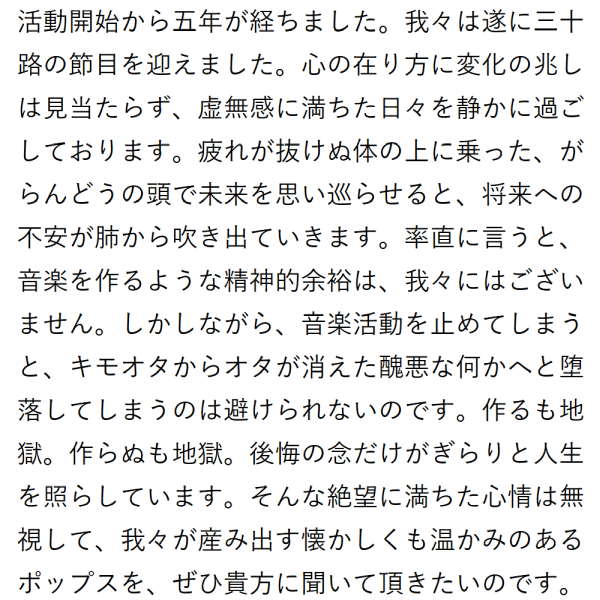 活動開始から五年が経ちました。我々は遂に三十
路の節目を迎えました。心の在り方に変化の兆し
は見当たらず、虚無感に満ちた日々を静かに過ご
しております。疲れが抜けぬ体の上に乗った、が
らんどうの頭で未来を思い巡らせると、将来への
不安が肺から吹き出ていきます。率直に言うと、
音楽を作るような精神的余裕は、我々にはござい
ません。しかしながら、音楽活動を止めてしまう
と、キモオタからオタが消えた醜悪な何かへと堕
落してしまうのは避けられないのです。作るも地
獄。作らぬも地獄。後悔の念だけがぎらりと人生
を照らしています。そんな絶望に満ちた心情は無
視して、我々が産み出す懐かしくも温かみのある
ポップスを、ぜひ貴方に聞いて頂きたいのです。